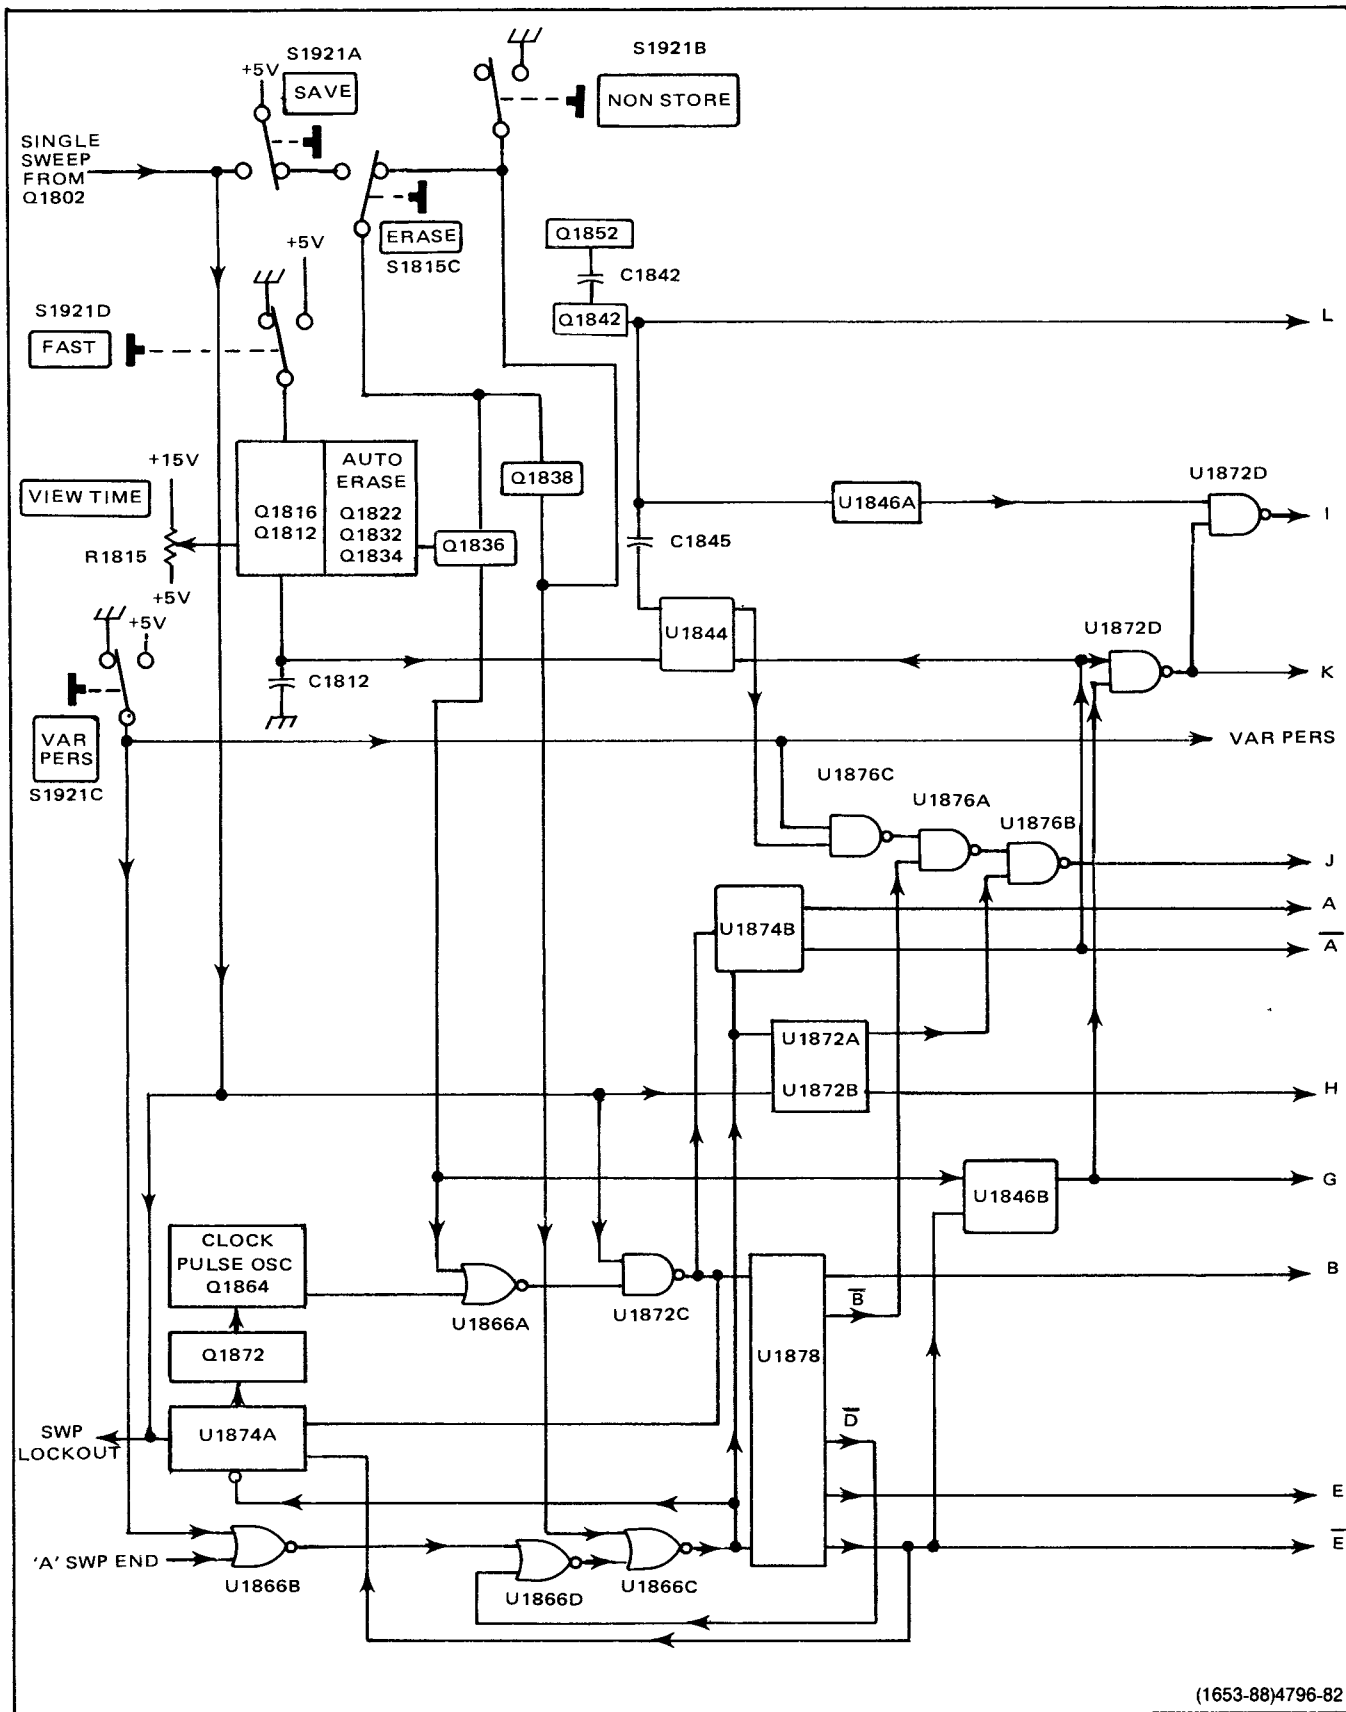 S1921A
+5V
SAVE
S1921B
NON STORE
SINGLE
SWEEP
FROM
Q1802
ERASE
S1815C
+5V
Q1852
C1842
Q1842
L
S1921D
FAST
+15V
VIEW TIME
R1815
+5V
Q1816
Q1812
AUTO
ERASE
Q1822
Q1832
Q1834
Q1838
Q1836
U1846A
U1872D
I
C1845
+5V
U1844
U1872D
K
C1812
VAR
PERS
S1921C
VAR PERS
U1876C
U1876A
U1876B
J
U1874B
A
A̅
U1872A
U1872B
H
U1846B
G
CLOCK
PULSE OSC
Q1864
U1866A
U1872C
B
B̅
U1878
Q1872
SWP
LOCKOUT
U1874A
D̅
E
'A' SWP END
U1866B
U1866D
U1866C
E̅
(1653-88)4796-82